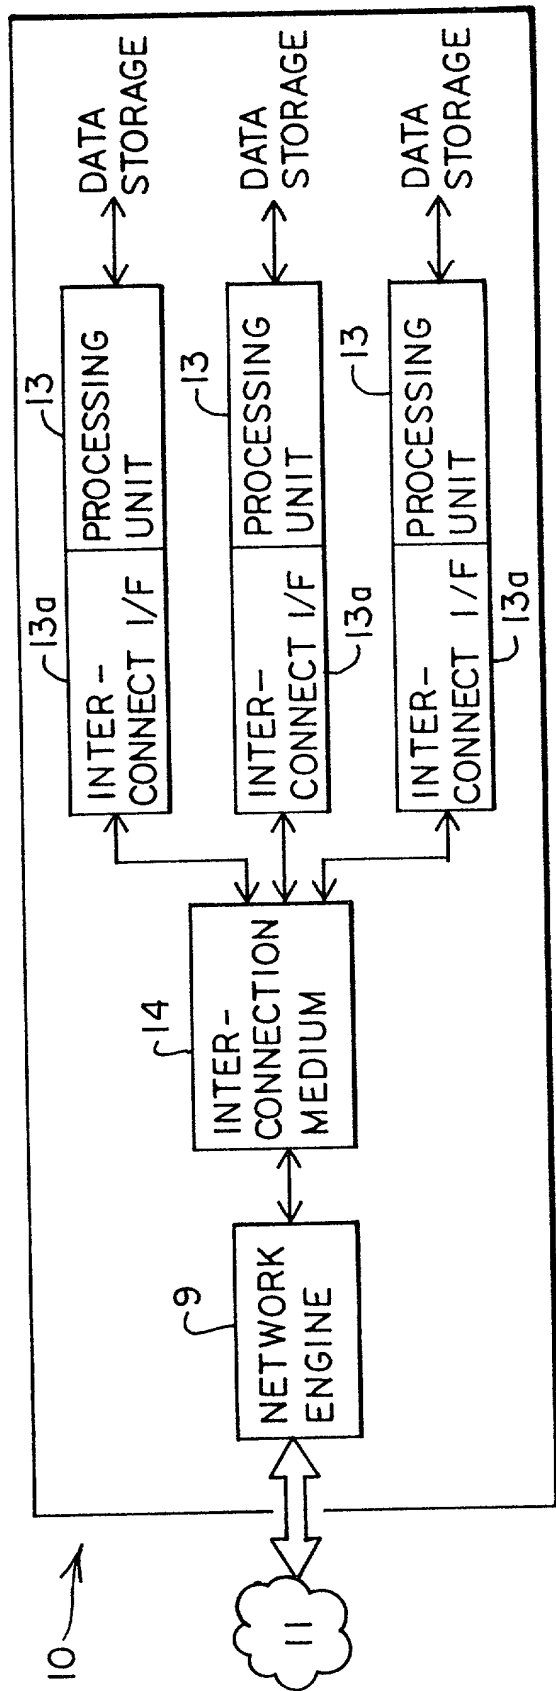 10
11
9
NETWORK
ENGINE
14
INTER-
CONNECTION
MEDIUM
13a
13
INTER-
CONNECT I/F
PROCESSING
UNIT
DATA
STORAGE
13
INTER-
CONNECT I/F
PROCESSING
UNIT
DATA
STORAGE
13a
13
INTER-
CONNECT I/F
PROCESSING
UNIT
DATA
STORAGE
13a